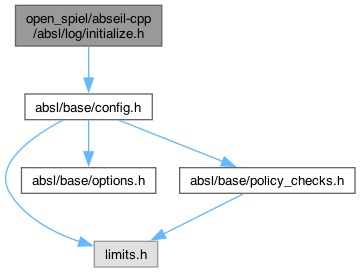 open_spiel/abseil-cpp
/absl/log/initialize.h
absl/base/config.h
absl/base/options.h
absl/base/policy_checks.h
limits.h